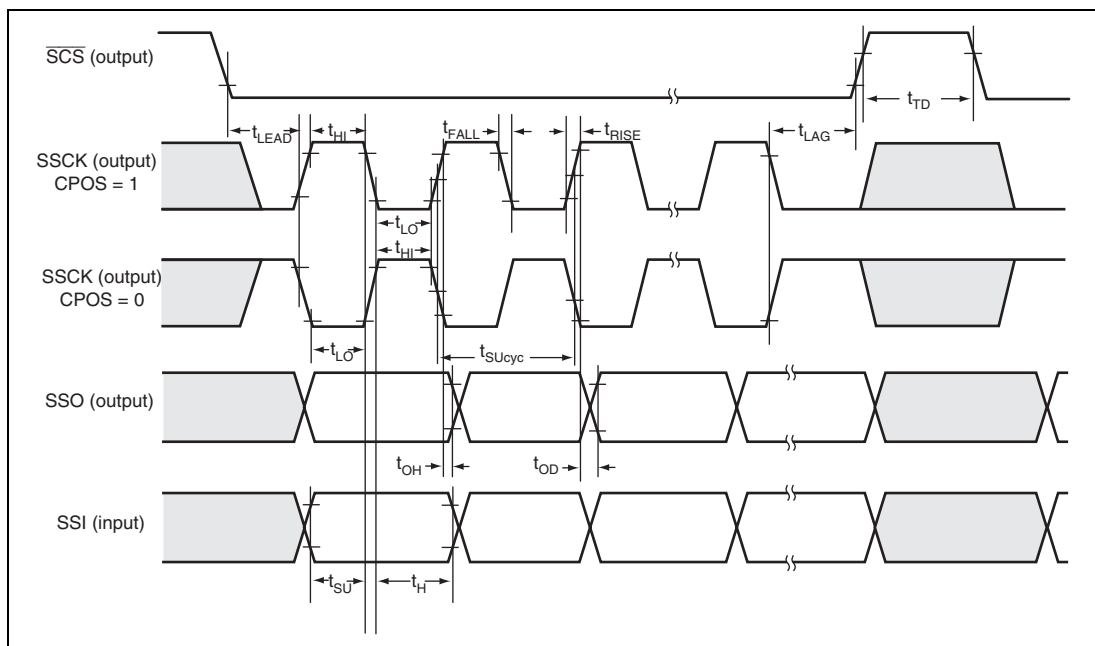 SCS (output)
tTD
tLEAD
tHI
tFALL
tRISE
tLAG
SSCK (output)
CPOS = 1
tLO
tHI
SSCK (output)
CPOS = 0
tLO
tSUcyc
SSO (output)
tOH
tOD
SSI (input)
tSU
tH